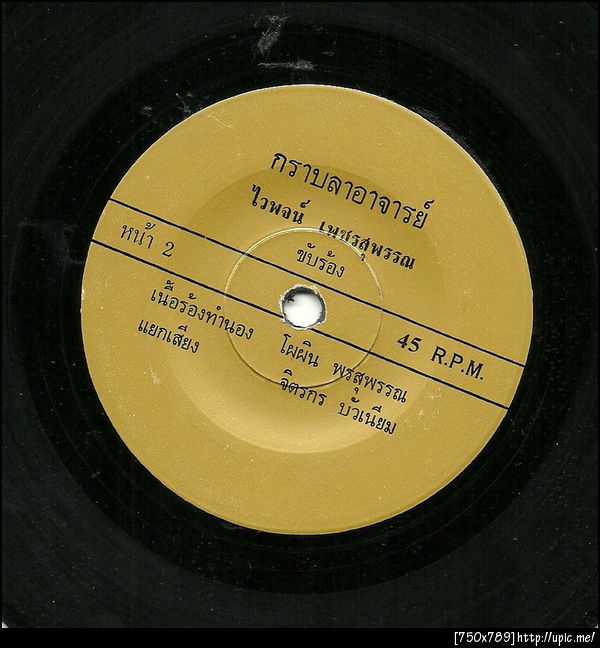 กราบลาอาจารย์
ไวพจน์ เพชรสุพรรณ
ขับร้อง
หน้า 2
45 R.P.M.
เนื้อร้องทำนอง โผผิน พรสุพรรณ
แยกเสียง จิตรกร บัวเนียม
[750x789]http://upic.me/